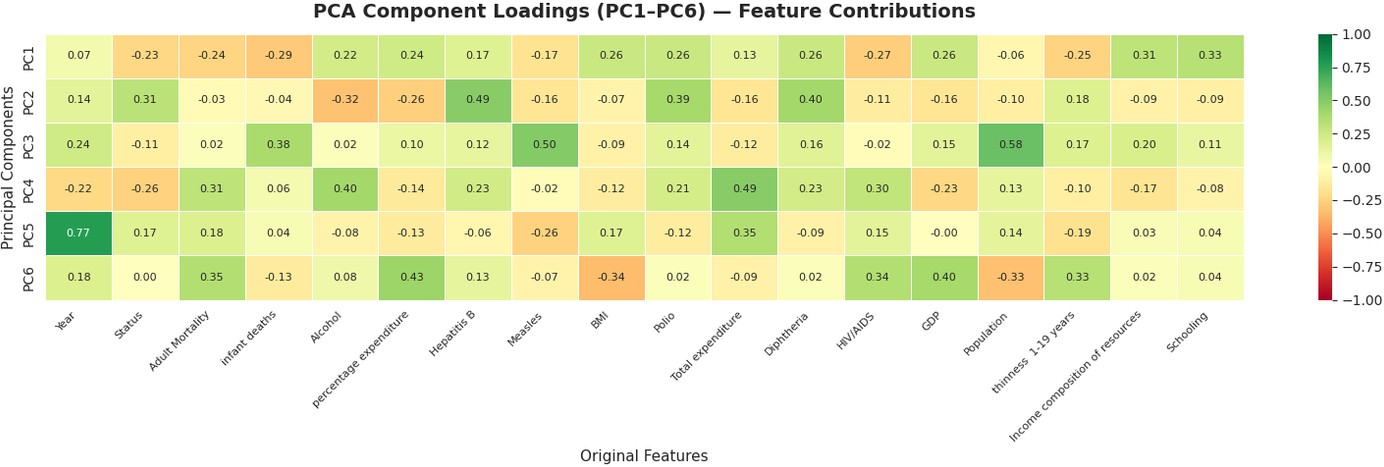 PCA Component Loadings (PC1–PC6) — Feature Contributions
Principal Components
PC1 0.07 -0.23 -0.24 -0.29 0.22 0.24 0.17 -0.17 0.26 0.26 0.13 0.26 -0.27 0.26 -0.06 -0.25 0.31 0.33
PC2 0.14 0.31 -0.03 -0.04 -0.32 -0.26 0.49 -0.16 -0.07 0.39 -0.16 0.40 -0.11 -0.16 -0.10 0.18 -0.09 -0.09
PC3 0.24 -0.11 0.02 0.38 0.02 0.10 0.12 0.50 -0.09 0.14 -0.12 0.16 -0.02 0.15 0.58 0.17 0.20 0.11
PC4 -0.22 -0.26 0.31 0.06 0.40 -0.14 0.23 -0.02 -0.12 0.21 0.49 0.23 0.30 -0.23 0.13 -0.10 -0.17 -0.08
PC5 0.77 0.17 0.18 0.04 -0.08 -0.13 -0.06 -0.26 0.17 -0.12 0.35 -0.09 0.15 -0.00 0.14 -0.19 0.03 0.04
PC6 0.18 0.00 0.35 -0.13 0.08 0.43 0.13 -0.07 -0.34 0.02 -0.09 0.02 0.34 0.40 -0.33 0.33 0.02 0.04
Year
Status
Adult Mortality
infant deaths
Alcohol
percentage expenditure
Hepatitis B
Measles
BMI
Polio
Total expenditure
Diphtheria
HIV/AIDS
GDP
Population
thinness  1-19 years
Income composition of resources
Schooling
Original Features
1.00
0.75
0.50
0.25
0.00
−0.25
−0.50
−0.75
−1.00